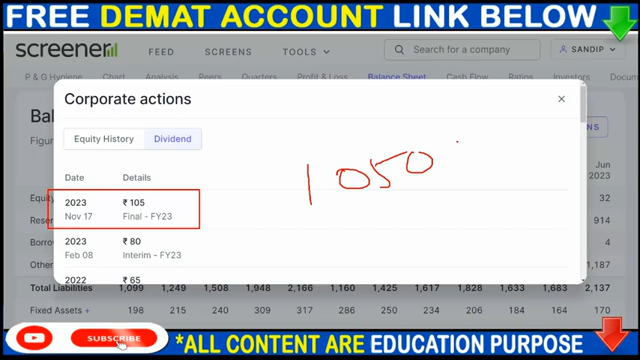 FREE DEMAT ACCOUNT LINK BELOW
screener FEED SCREENS TOOLS Search for a company SANDIP
P & G Hygiene Chart Analysis Peers Quarters Profit & Loss Balance Sheet Cash Flow Ratios Investors
Corporate actions
Equity History Dividend
1050
Date Details
2023 ₹ 105
Nov 17 Final - FY23
2023 ₹ 80
Feb 08 Interim - FY23
2022 ₹ 65
Jun
2023
32
914
4
1,187
Total Liabilities 1,099 1,249 1,508 1,948 2,166 1,160 1,425 1,617 1,828 1,633 1,683 2,137
Fixed Assets + 198 215 240 309 317 286 250 234 213 184 164 170
SUBSCRIBE
*ALL CONTENT ARE EDUCATION PURPOSE